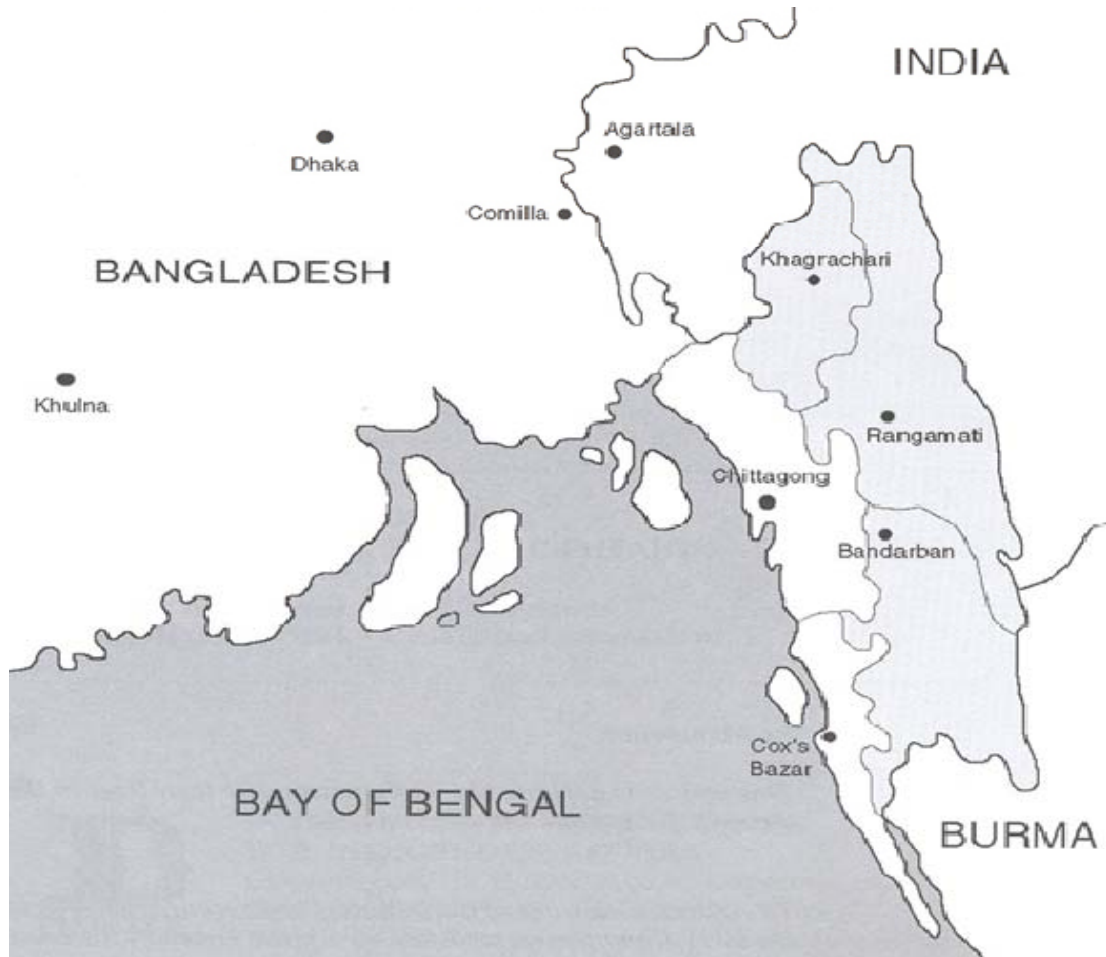 INDIA
Agartala
Dhaka
Comilla
Khagrachari
BANGLADESH
Khulna
Rangamati
Chittagong
Bandarban
Cox's
Bazar
BAY OF BENGAL
BURMA